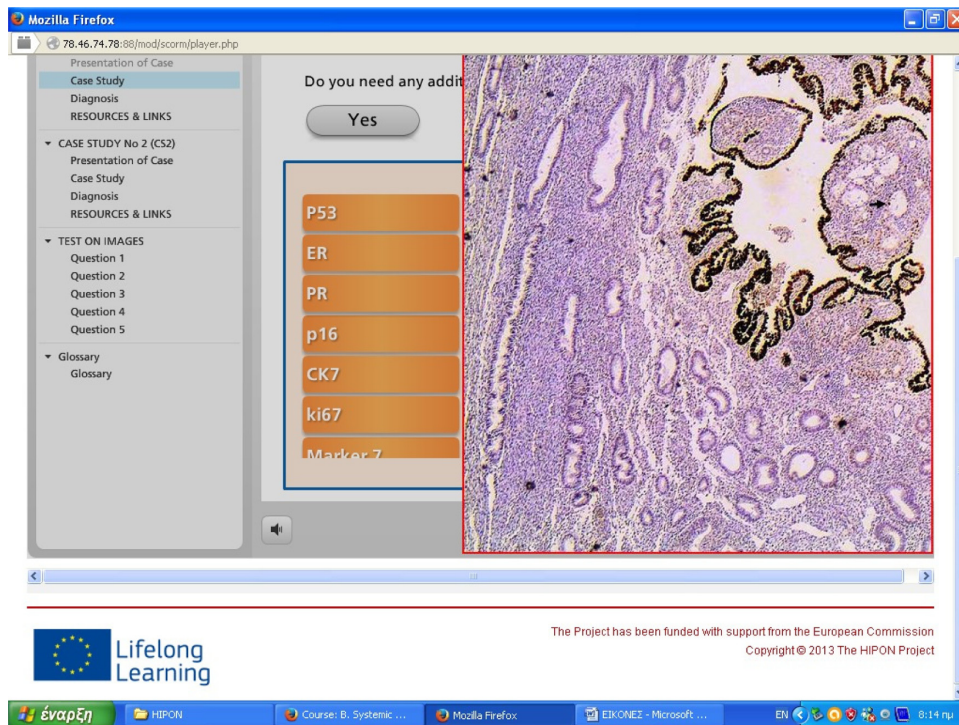 Mozilla Firefox
78.46.74.78:88/mod/scorm/player.php
Presentation of Case
Case Study
Diagnosis
RESOURCES & LINKS
CASE STUDY No 2 (CS2)
Presentation of Case
Case Study
Diagnosis
RESOURCES & LINKS
TEST ON IMAGES
Question 1
Question 2
Question 3
Question 4
Question 5
Glossary
Glossary
Do you need any addit
Yes
P53
ER
PR
p16
CK7
ki67
Marker 7
Lifelong
Learning
The Project has been funded with support from the European Commission
Copyright © 2013 The HIPON Project
έναρξη
HIPON
Course: B. Systemic ...
Mozilla Firefox
ΕΙΚΟΝΕΣ - Microsoft ...
EN
8:14 πμ